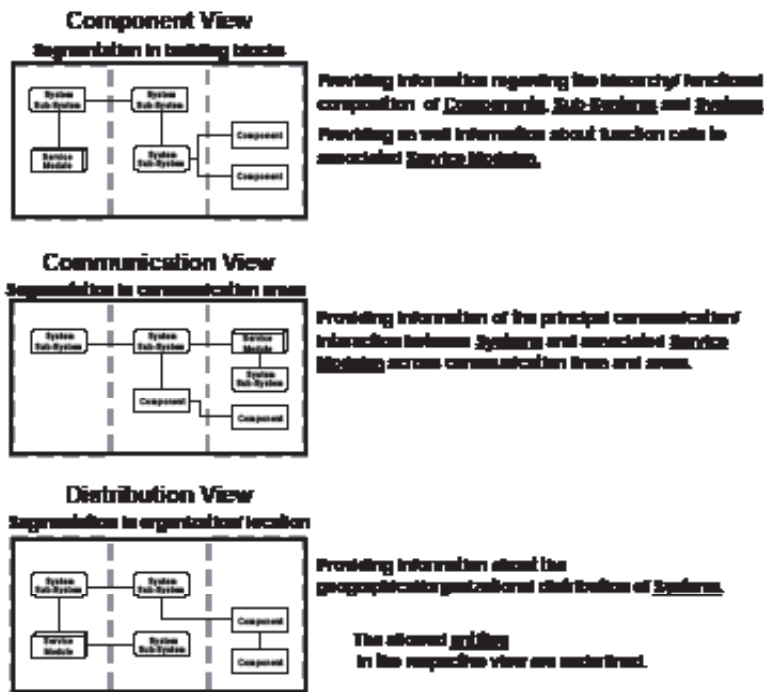 Component View
Segmentation in building blocks
System
Sub-System
System
Sub-System
Service
Module
System
Sub-System
Component
Component
Providing information regarding the hierarchy/ functional
composition of Components, Sub-Systems and Systems
Providing as well information about function calls to
associated Service Modules.
Communication View
Segmentation in communication areas
System
Sub-System
System
Sub-System
Service
Module
System
Sub-System
Component
Component
Providing information of the principal communication/
interaction between Systems and associated Service
Modules across communication lines and areas.
Distribution View
Segmentation in organization/ location
System
Sub-System
System
Sub-System
Component
Service
Module
System
Sub-System
Component
Providing information about the
geographical/organizational distribution of Systems.
The allowed entities
in the respective view are underlined.